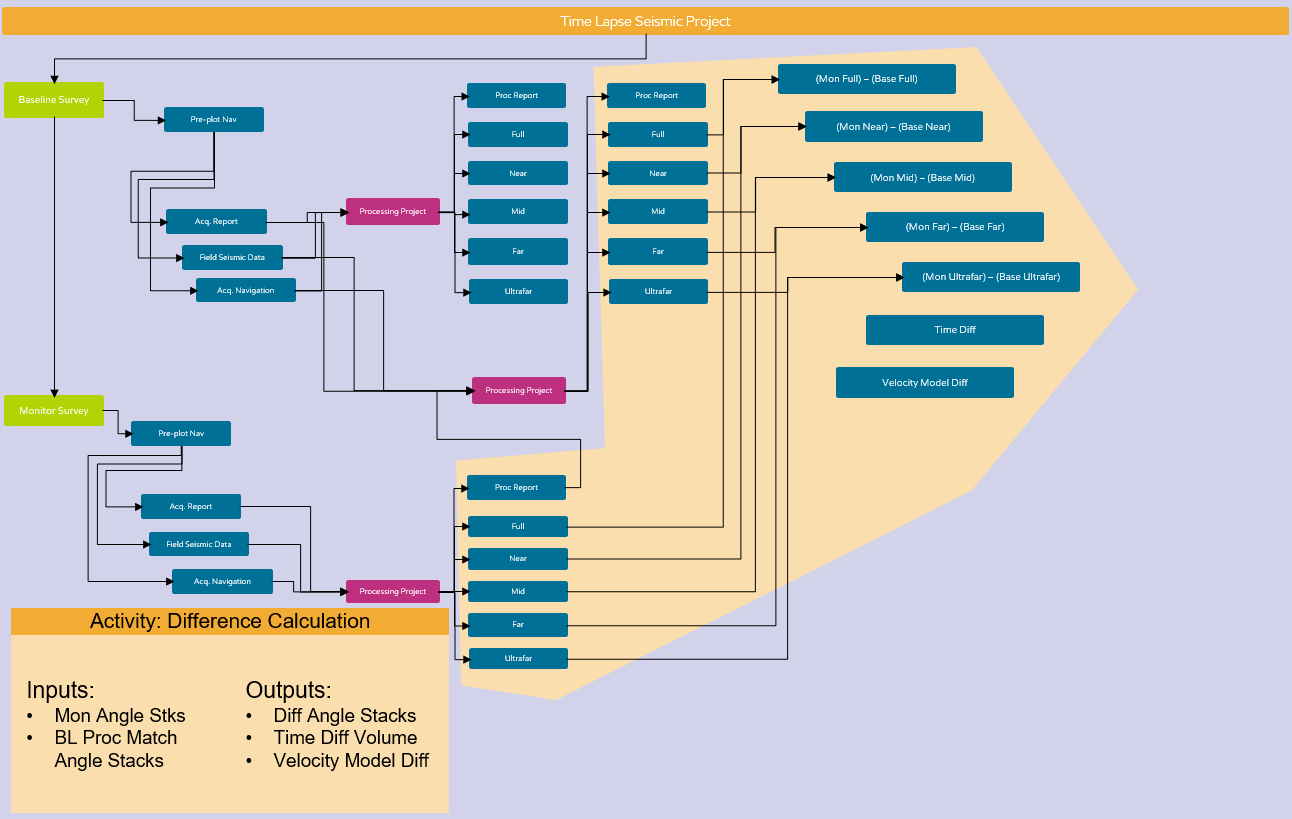 Time Lapse Seismic Project
Baseline Survey
Pre-plot Nav
Acq. Report
Field Seismic Data
Acq. Navigation
Processing Project
Proc Report
Full
Near
Mid
Far
Ultrafar
Proc Report
Full
Near
Mid
Far
Ultrafar
(Mon Full) – (Base Full)
(Mon Near) – (Base Near)
(Mon Mid) – (Base Mid)
(Mon Far) – (Base Far)
(Mon Ultrafar) – (Base Ultrafar)
Time Diff
Velocity Model Diff
Processing Project
Monitor Survey
Pre-plot Nav
Acq. Report
Field Seismic Data
Acq. Navigation
Processing Project
Proc Report
Full
Near
Mid
Far
Ultrafar
Activity: Difference Calculation
Inputs:
• Mon Angle Stks
• BL Proc Match
Angle Stacks
Outputs:
• Diff Angle Stacks
• Time Diff Volume
• Velocity Model Diff